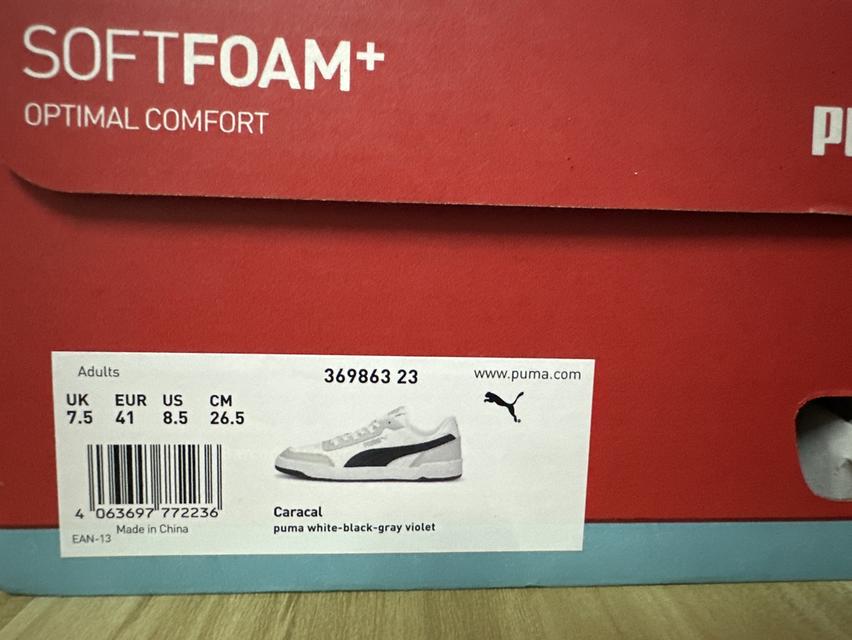 SOFTFOAM+
OPTIMAL COMFORT
Adults
369863 23
www.puma.com
UK EUR US CM
7.5 41 8.5 26.5
4 063697 772236
Made in China
EAN-13
Caracal
puma white-black-gray violet